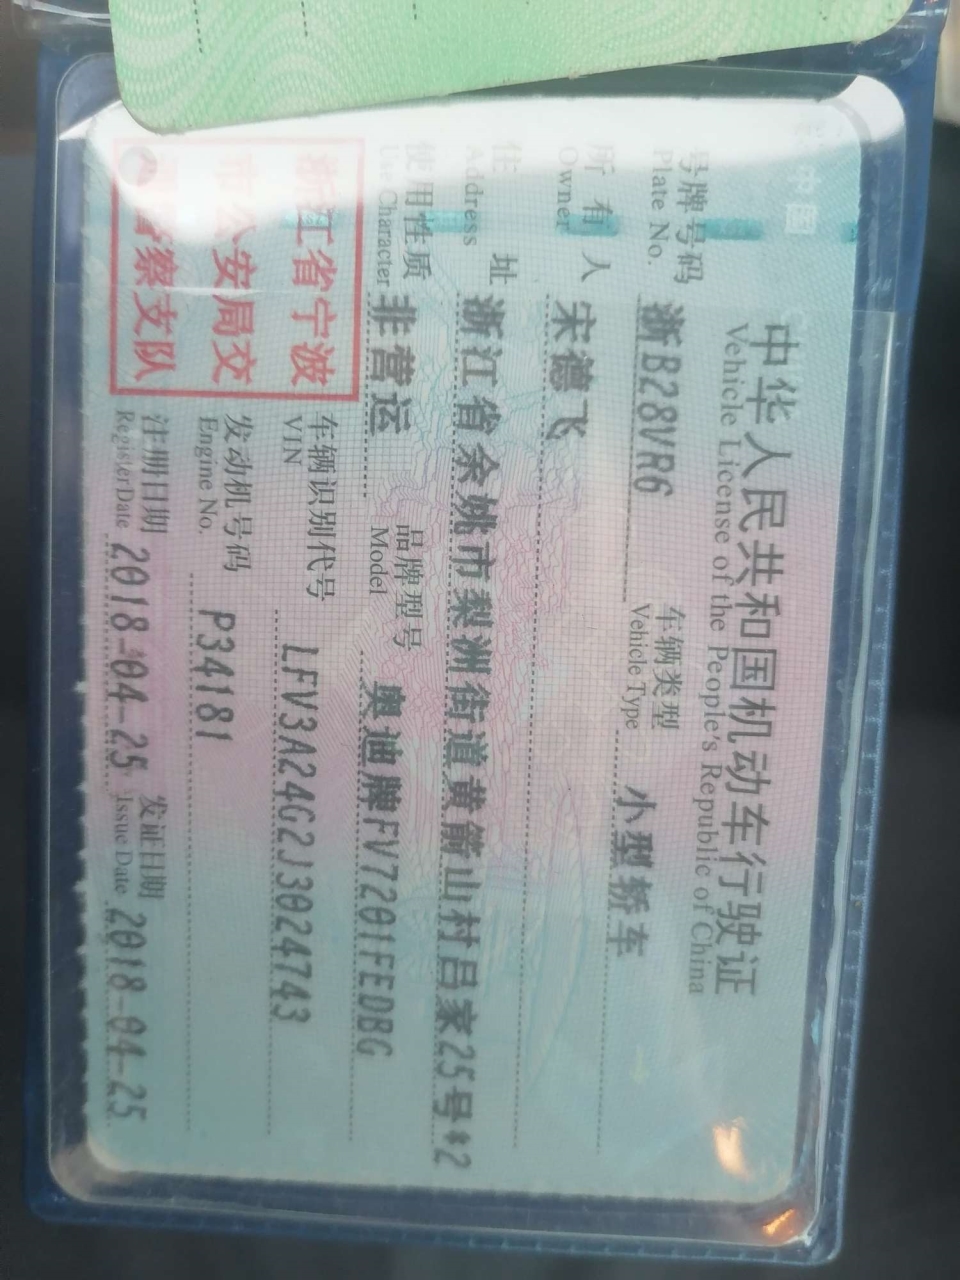 中国
中华人民共和国机动车行驶证
Vehicle License of the People's Republic of China
号牌号码 浙B28VR6 车辆类型 小型轿车
Plate No. Vehicle Type
所有人 宋德飞
Owner
住址 浙江省余姚市梨洲街道黄箭山村吕家25号*2
Address
使用性质 非营运 品牌型号 奥迪牌FV7201FEDBG
Use Character Model
浙江省宁波
市公安局交
通警察支队
车辆识别代号 LFV3A24G2J3024743
VIN
发动机号码 P34181
Engine No.
注册日期 2018-04-25 发证日期 2018-04-25
Register Date Issue Date